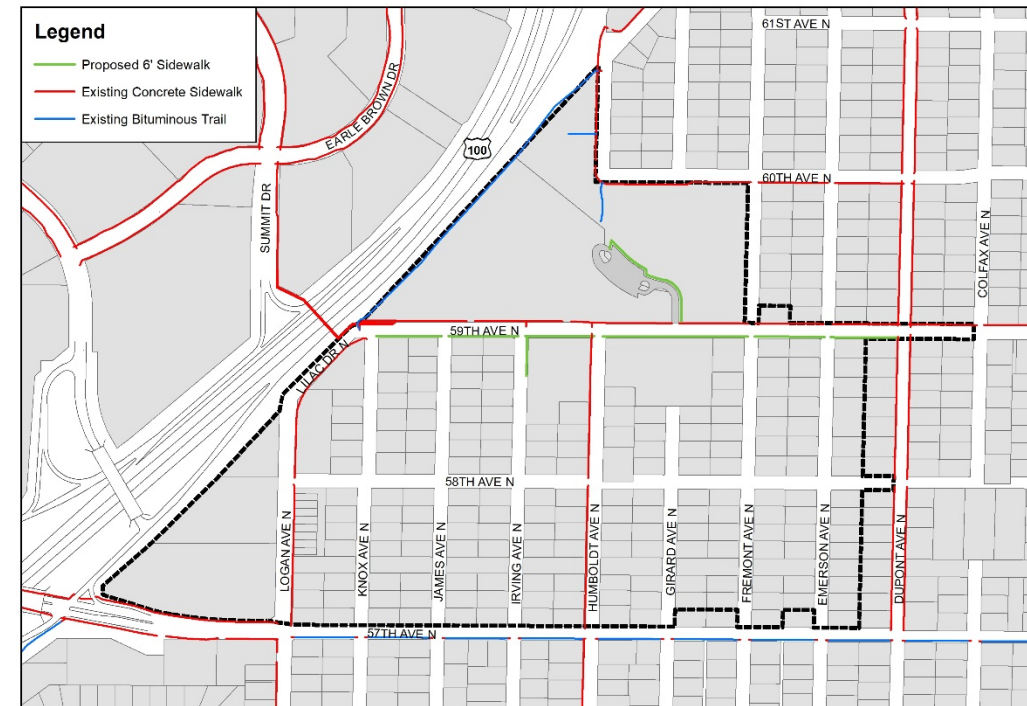 Legend
Proposed 6' Sidewalk
Existing Concrete Sidewalk
Existing Bituminous Trail
61ST AVE N
EARLE BROWN DR
100
60TH AVE N
SUMMIT DR
COLFAX AVE N
59TH AVE N
LILAC DR N
58TH AVE N
LOGAN AVE N
KNOX AVE N
JAMES AVE N
IRVING AVE N
HUMBOLDT AVE N
GIRARD AVE N
FREMONT AVE N
EMERSON AVE N
DUPONT AVE N
57TH AVE N